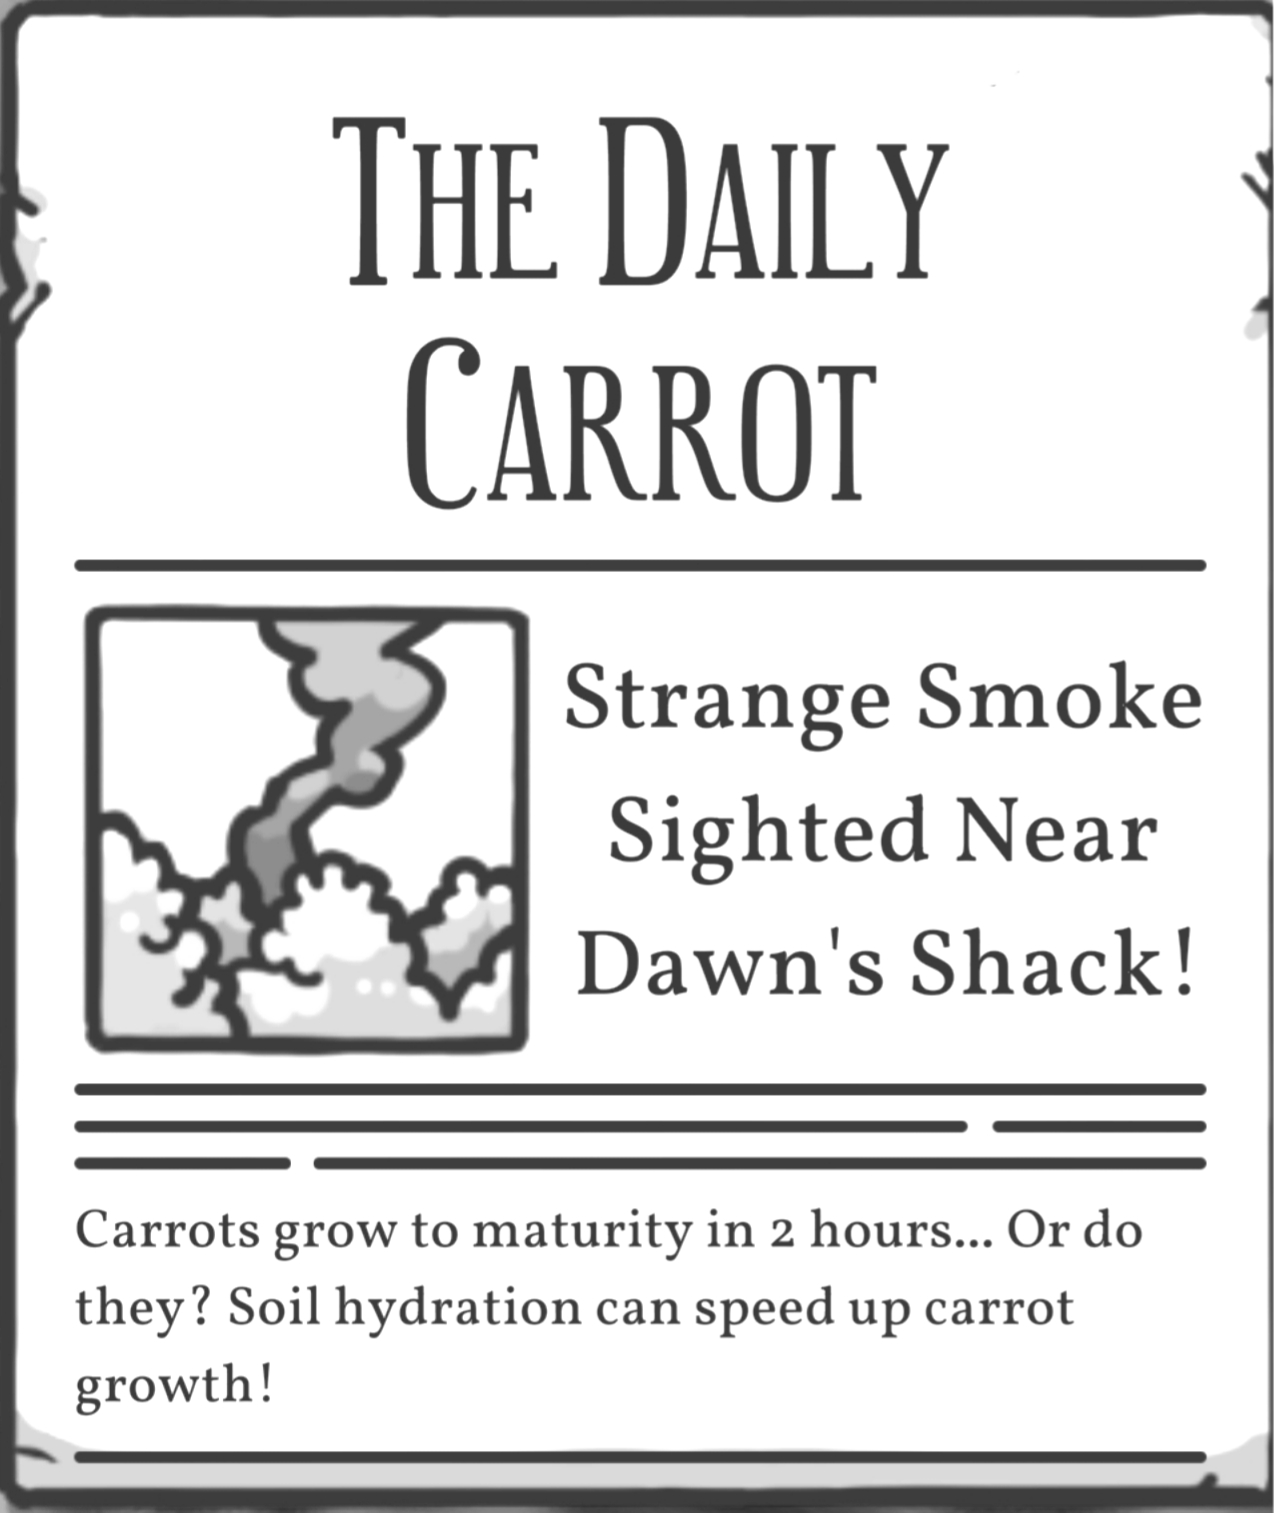 The Daily
Carrot
Strange Smoke
Sighted Near
Dawn's Shack!
Carrots grow to maturity in 2 hours... Or do
they? Soil hydration can speed up carrot
growth!